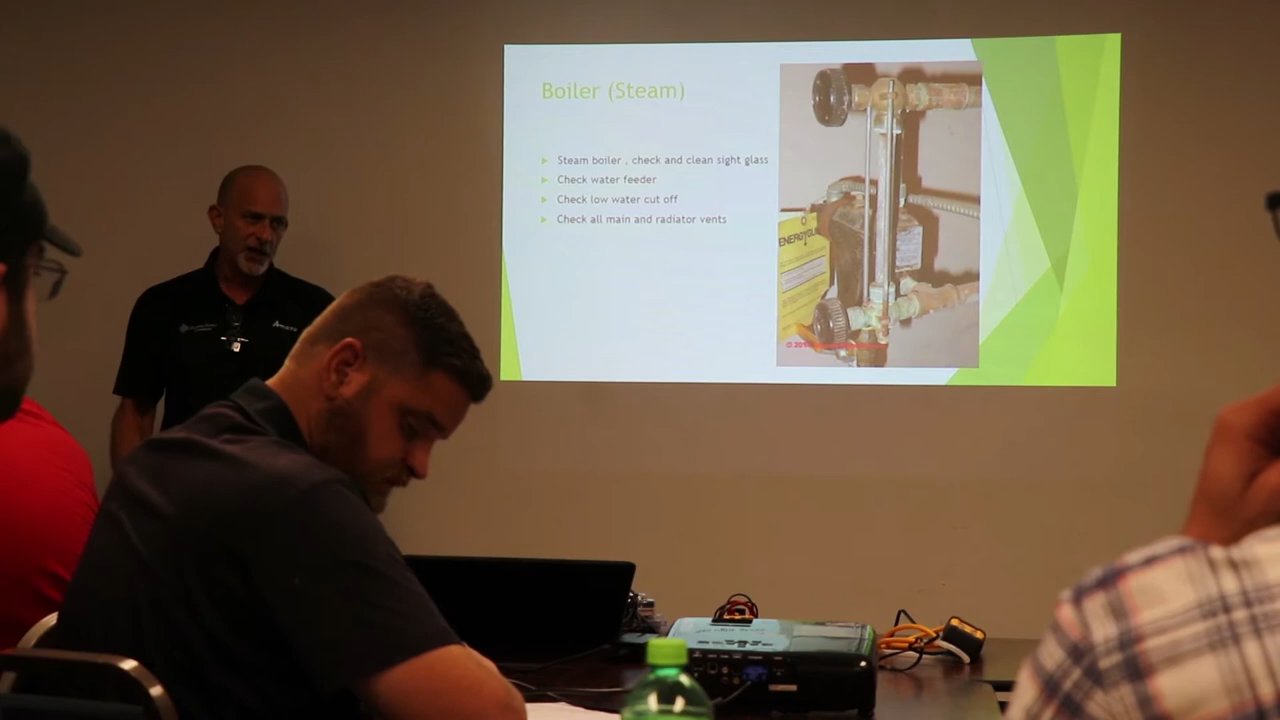 Boiler (Steam)
Steam boiler , check and clean sight glass
Check water feeder
Check low water cut off
Check all main and radiator vents
Amana